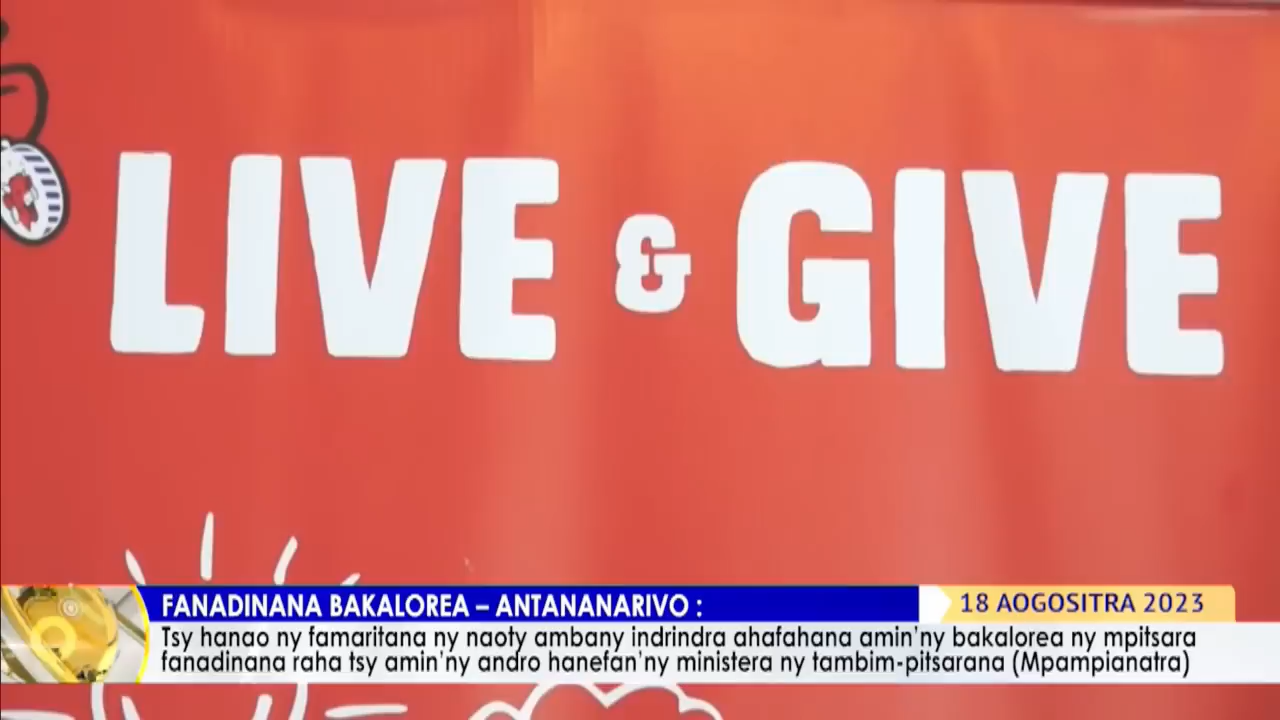 LIVE & GIVE
FANADINANA BAKALOREA – ANTANANARIVO :
18 AOGOSITRA 2023
Tsy hanao ny famaritana ny naoty ambany indrindra ahafahana amin'ny bakalorea ny mpitsara
fanadinana raha tsy amin'ny andro hanefan'ny ministera ny tambim-pitsarana (Mpampianatra)